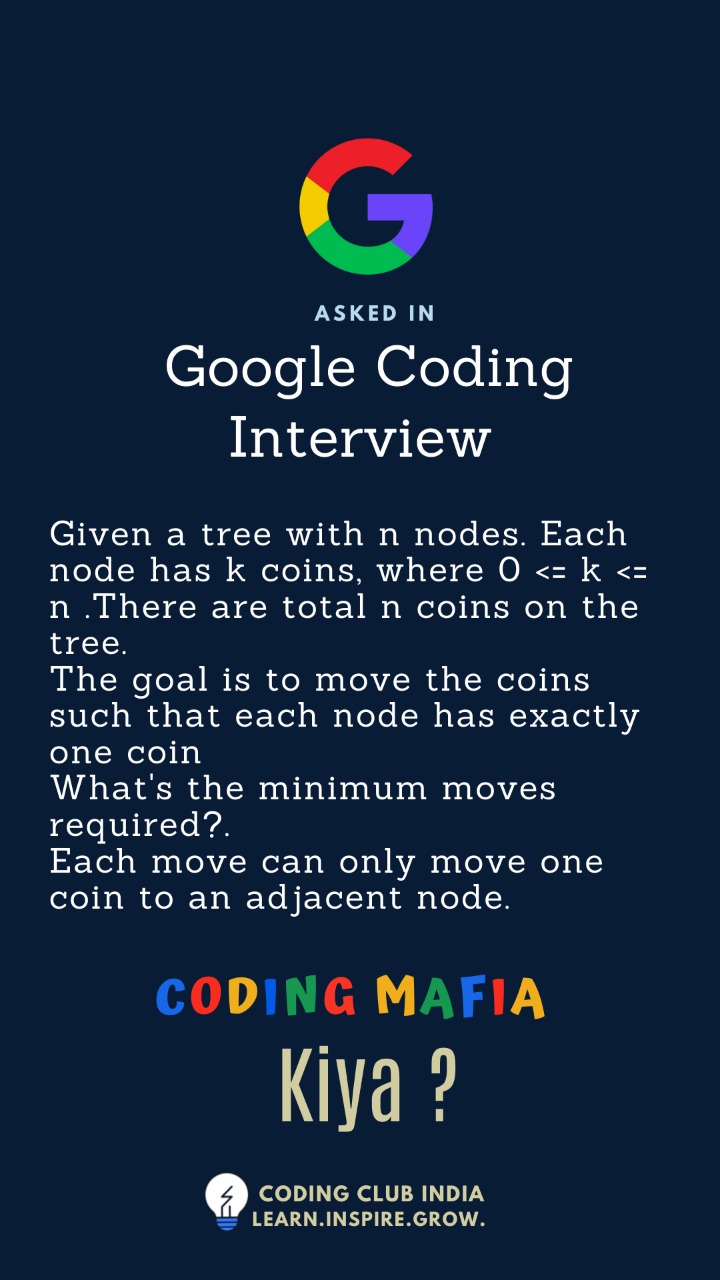 ASKED IN
Google Coding
Interview
Given a tree with n nodes. Each
node has k coins, where 0 <= k <=
n .There are total n coins on the
tree.
The goal is to move the coins
such that each node has exactly
one coin
What's the minimum moves
required?.
Each move can only move one
coin to an adjacent node.
CODING MAFIA
Kiya ?
CODING CLUB INDIA
LEARN.INSPIRE.GROW.